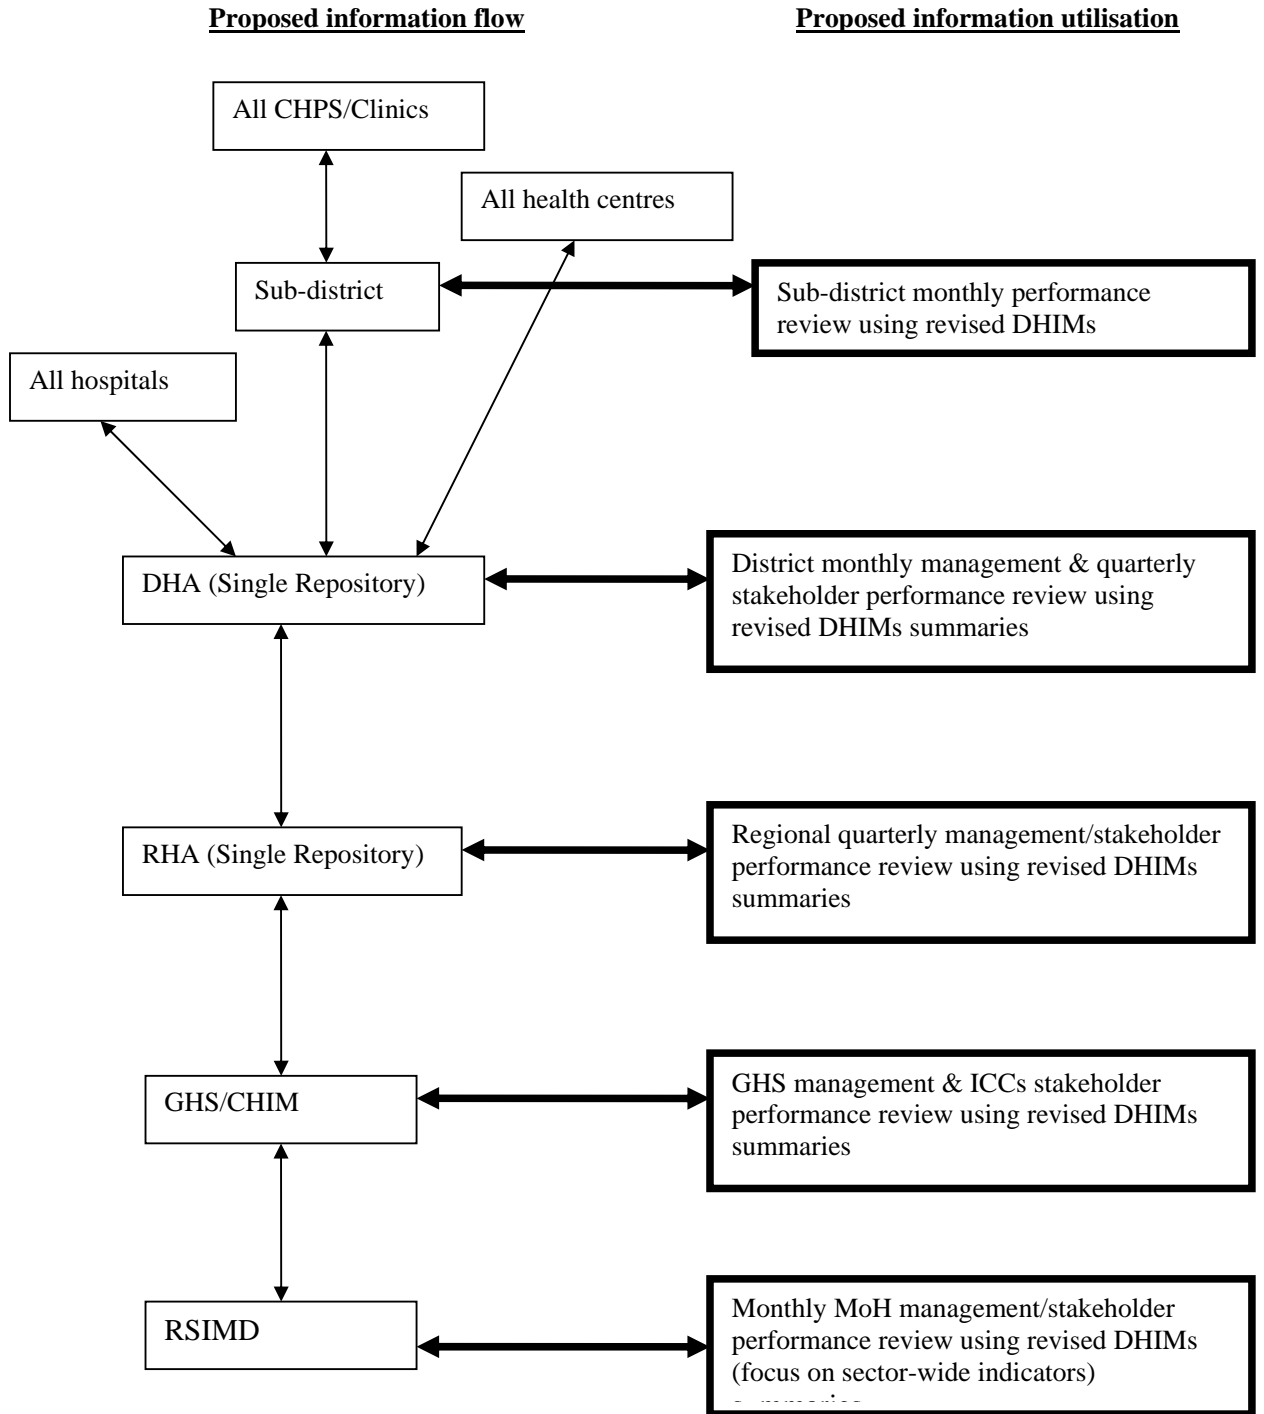 Proposed information flow
Proposed information utilisation
All CHPS/Clinics
All health centres
Sub-district
Sub-district monthly performance
review using revised DHIMs
All hospitals
DHA (Single Repository)
District monthly management & quarterly
stakeholder performance review using
revised DHIMs summaries
RHA (Single Repository)
Regional quarterly management/stakeholder
performance review using revised DHIMs
summaries
GHS/CHIM
GHS management & ICCs stakeholder
performance review using revised DHIMs
summaries
RSIMD
Monthly MoH management/stakeholder
performance review using revised DHIMs
(focus on sector-wide indicators)